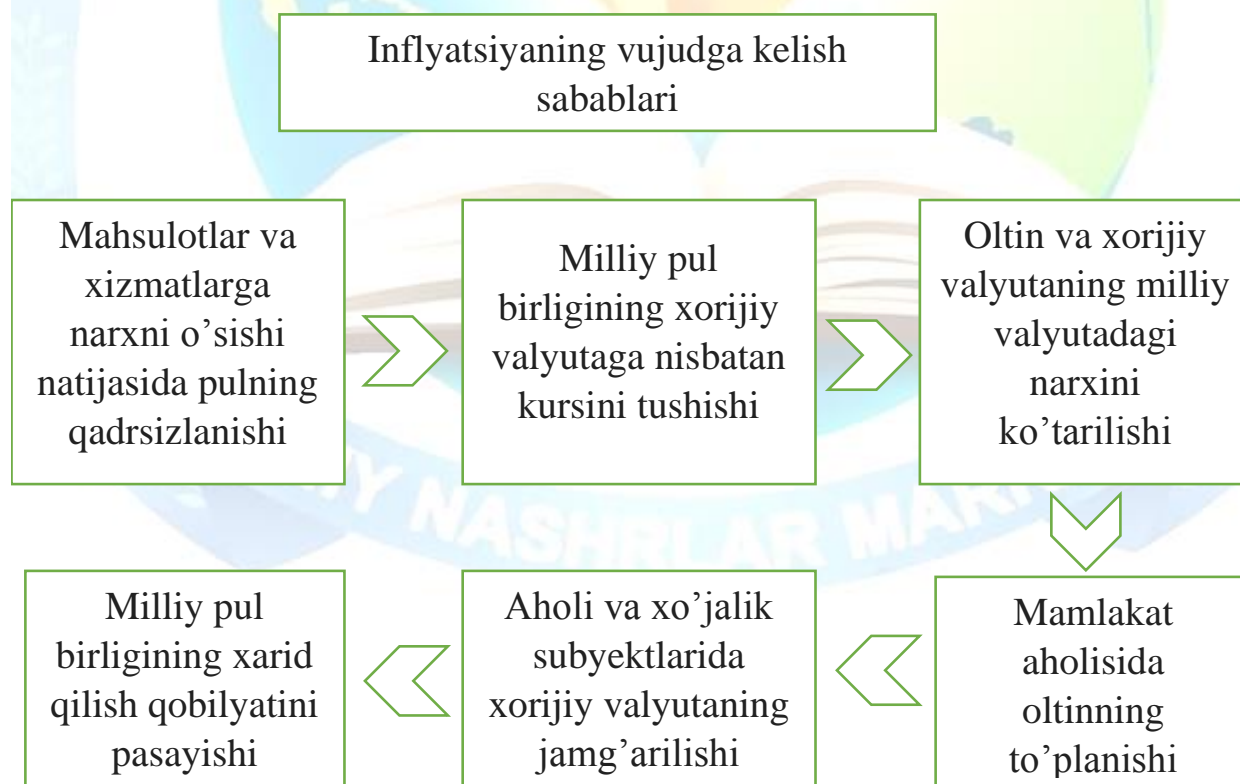 Inflyatsiyaning vujudga kelish
sabablari
Mahsulotlar va
xizmatlarga
narxni o’sishi
natijasida pulning
qadrsizlanishi
Milliy pul
birligining xorijiy
valyutaga nisbatan
kursini tushishi
Oltin va xorijiy
valyutaning milliy
valyutadagi
narxini
ko’tarilishi
NASHRLAR
Mamlakat
aholisida
oltinning
to’planishi
Aholi va xo’jalik
subyektlarida
xorijiy valyutaning
jamg’arilishi
Milliy pul
birligining xarid
qilish qobilyatini
pasayishi